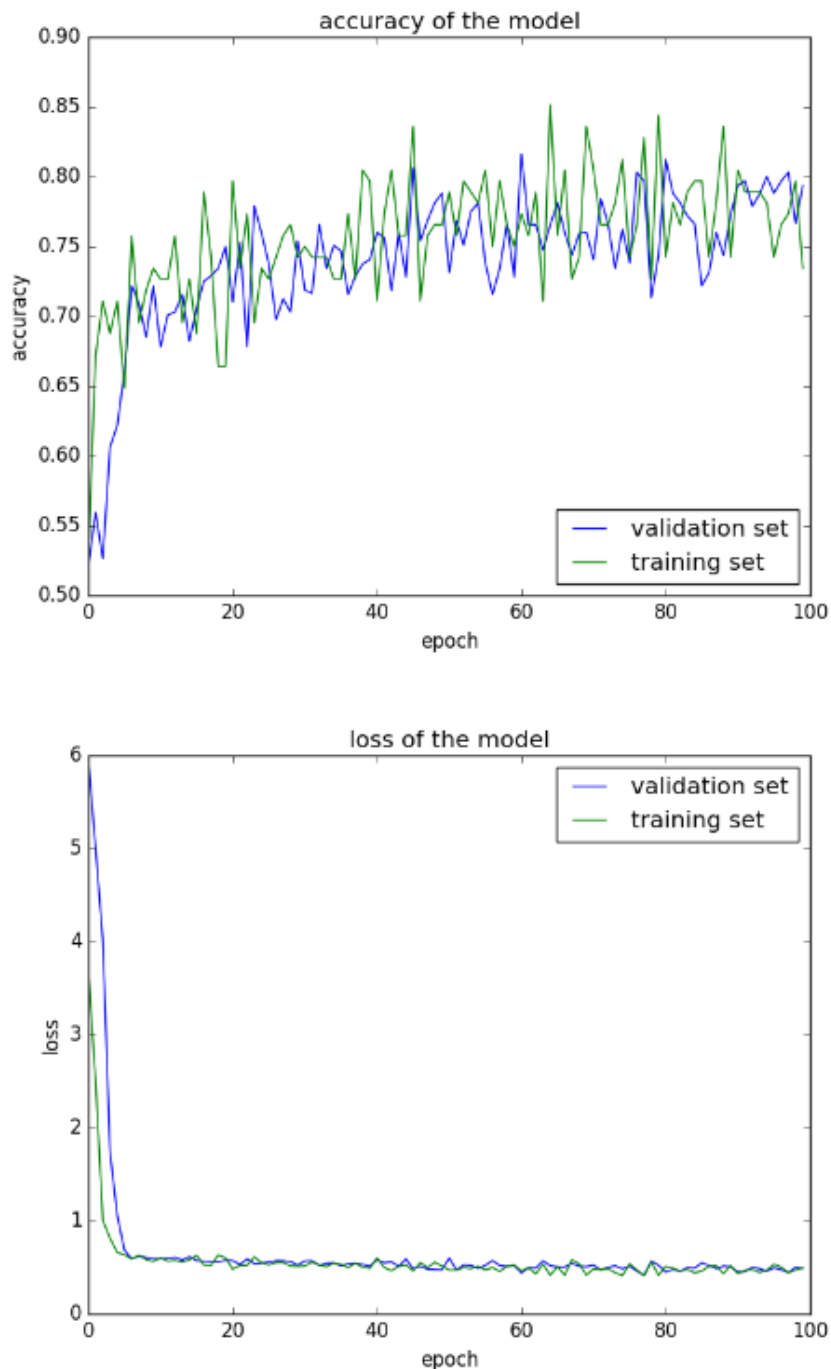 accuracy of the model
0.90
0.85
0.80
0.75
0.70
0.65
0.60
0.55
0.50
accuracy
validation set
training set
0 20 40 60 80 100
epoch
loss of the model
6
5
4
3
2
1
0
loss
validation set
training set
0 20 40 60 80 100
epoch